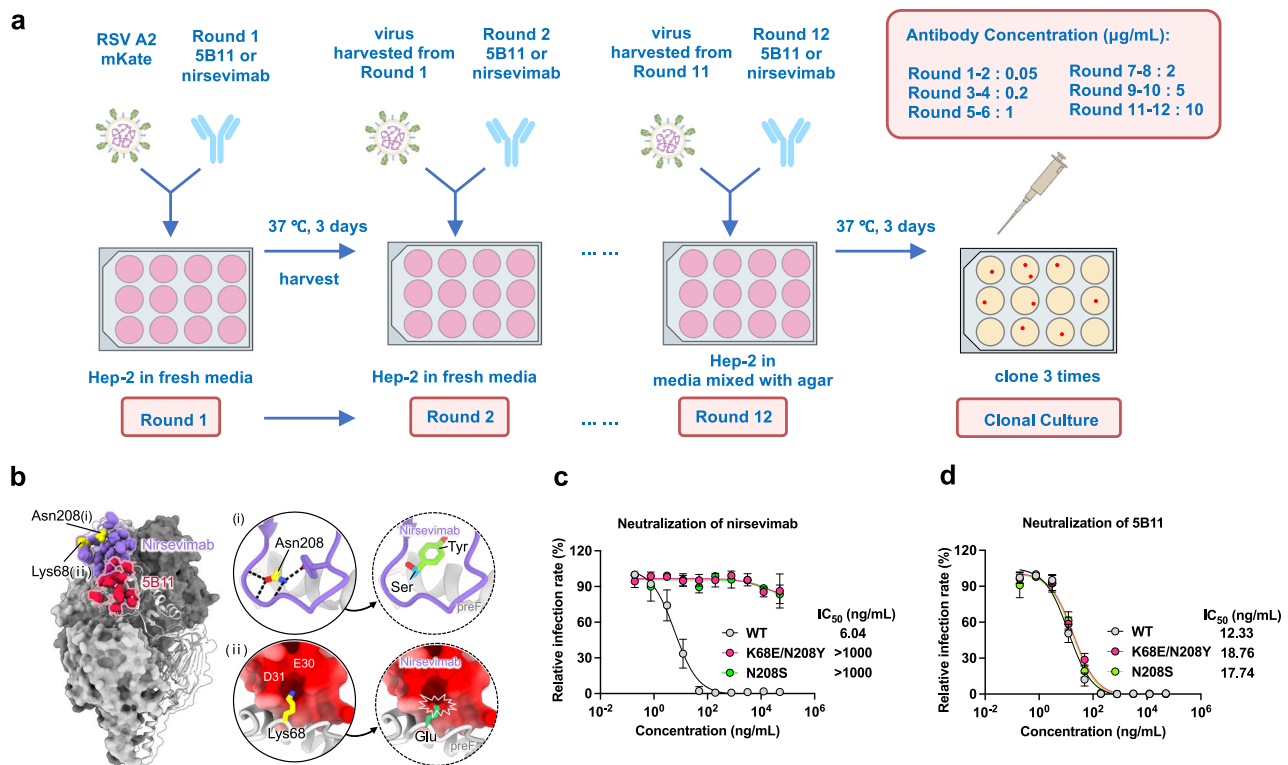 a
RSV A2
mKate
Round 1
5B11 or
nirsevimab
virus
harvested from
Round 1
Round 2
5B11 or
nirsevimab
virus
harvested from
Round 11
Round 12
5B11 or
nirsevimab
Antibody Concentration (µg/mL):
Round 1-2 : 0.05
Round 3-4 : 0.2
Round 5-6 : 1
Round 7-8 : 2
Round 9-10 : 5
Round 11-12 : 10
37 ℃, 3 days
harvest
... ...
37 ℃, 3 days
Hep-2 in fresh media
Hep-2 in fresh media
Hep-2 in
media mixed with agar
clone 3 times
Round 1
Round 2
... ...
Round 12
Clonal Culture
b
Asn208(i)
Nirsevimab
Lys68(ii)
5B11
(i)
Asn208
Nirsevimab
Tyr
Ser
preF
(ii)
E30
D31
Lys68
Nirsevimab
Glu
preF
c
Neutralization of nirsevimab
Relative infection rate (%)
120
90
60
30
0
10-2
100
102
104
106
Concentration (ng/mL)
IC50 (ng/mL)
WT 6.04
K68E/N208Y >1000
N208S >1000
d
Neutralization of 5B11
Relative infection rate (%)
120
90
60
30
0
10-2
100
102
104
106
Concentration (ng/mL)
IC50 (ng/mL)
WT 12.33
K68E/N208Y 18.76
N208S 17.74